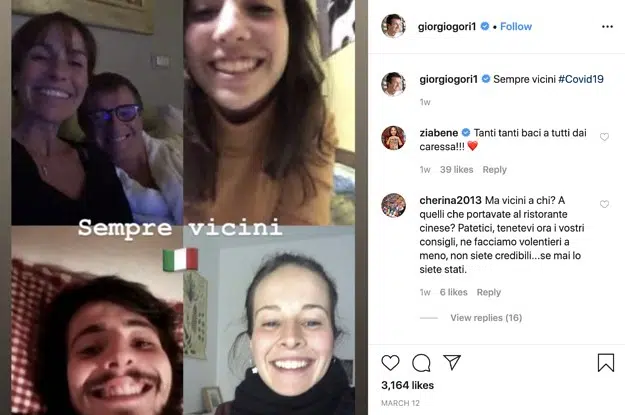 Sempre vicini
giorgiogori1 • Follow
giorgiogori1 Sempre vicini #Covid19
1w
ziabene Tanti tanti baci a tutti dai
caressa!!! ❤️
1w 39 likes Reply
cherina2013 Ma vicini a chi? A
quelli che portavate al ristorante
cinese? Patetici, tenetevi ora i vostri
consigli, ne facciamo volentieri a
meno, non siete credibili...se mai lo
siete stati.
1w 6 likes Reply
View replies (16)
3,164 likes
MARCH 12